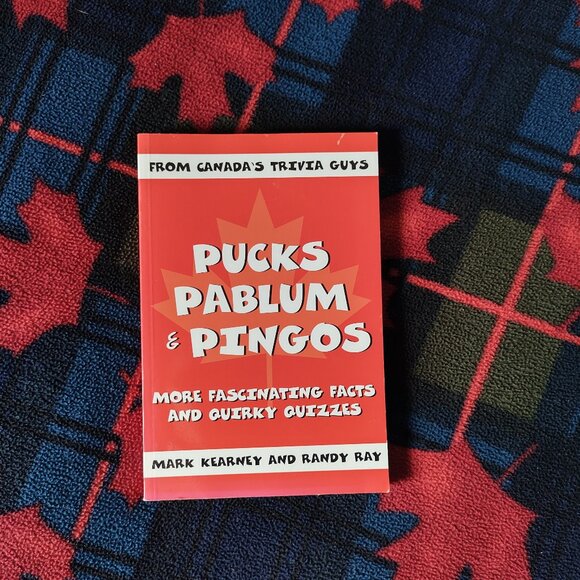 FROM CANADA'S TRIVIA GUYS
PUCKS
PABLUM
& PINGOS
MORE FASCINATING FACTS
AND QUIRKY QUIZZES
MARK KEARNEY AND RANDY RAY